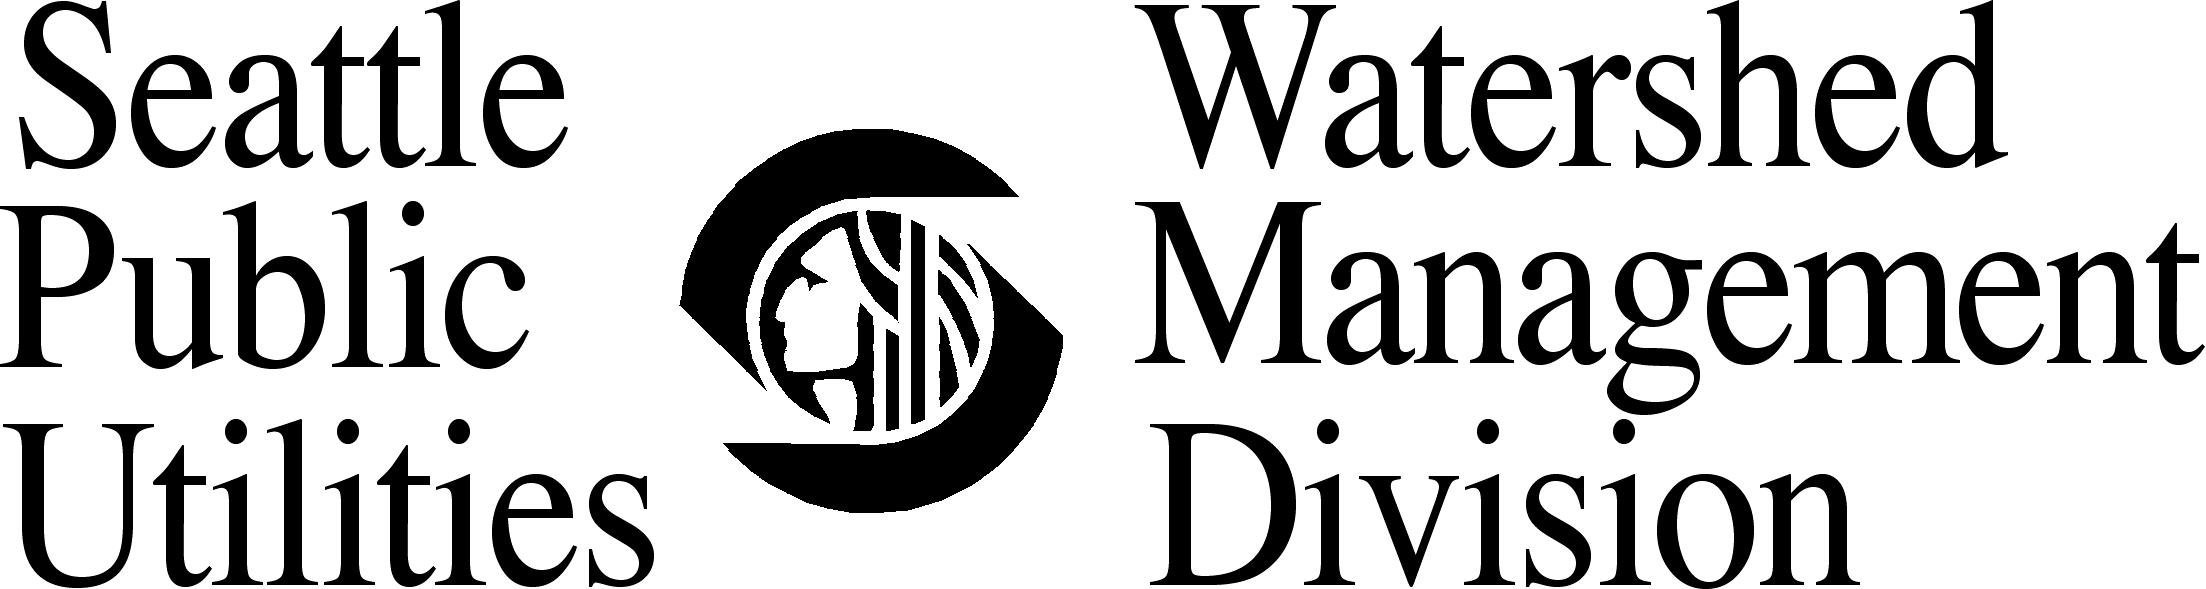 Seattle
Public
Utilities
Watershed
Management
Division